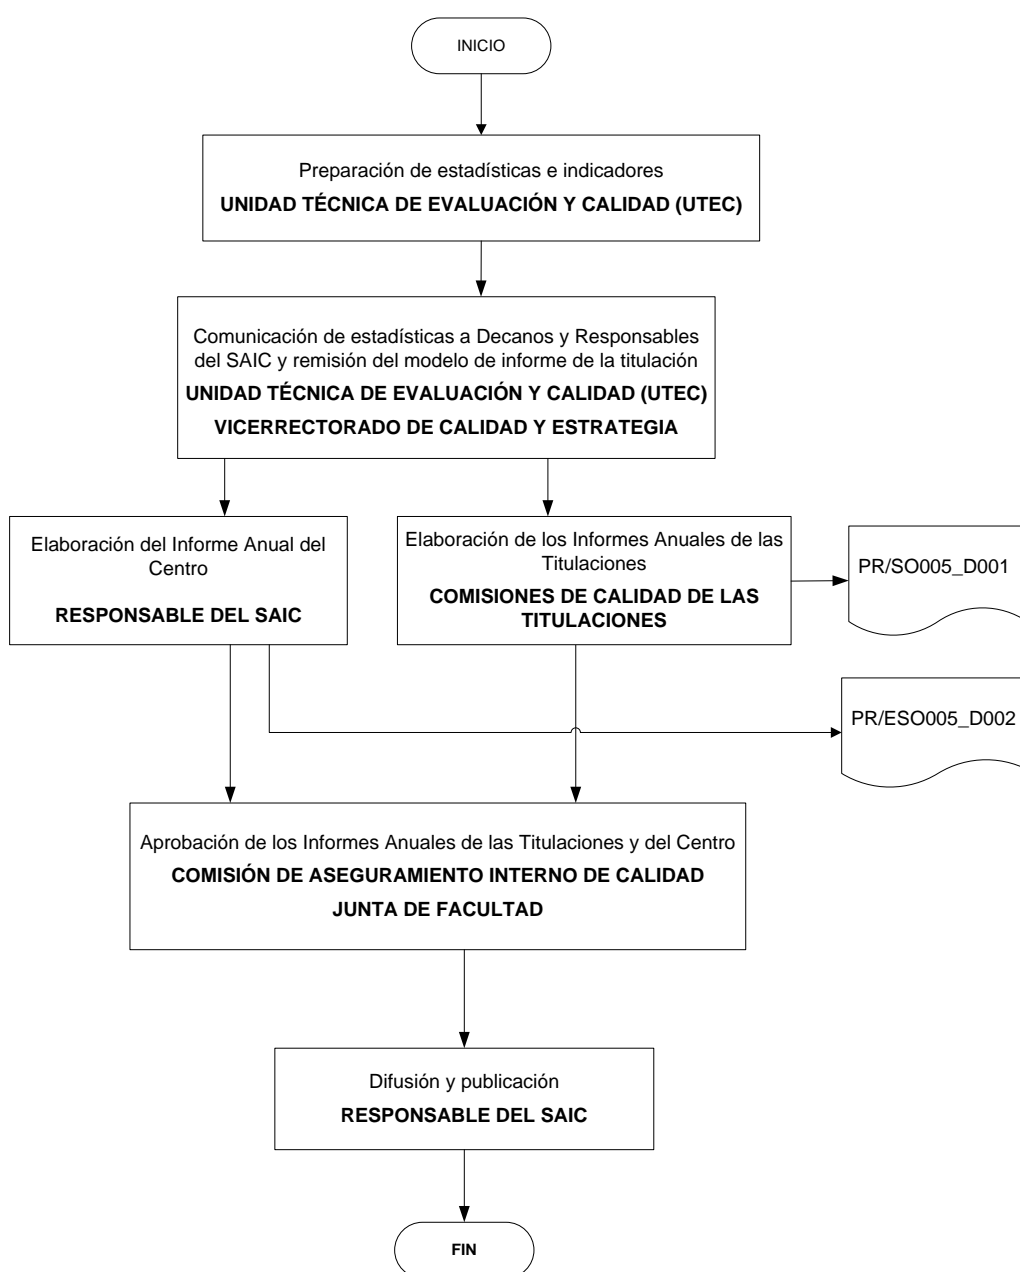 INICIO
Preparación de estadísticas e indicadores
UNIDAD TÉCNICA DE EVALUACIÓN Y CALIDAD (UTEC)
Comunicación de estadísticas a Decanos y Responsables
del SAIC y remisión del modelo de informe de la titulación
UNIDAD TÉCNICA DE EVALUACIÓN Y CALIDAD (UTEC)
VICERRECTORADO DE CALIDAD Y ESTRATEGIA
Elaboración del Informe Anual del
Centro
RESPONSABLE DEL SAIC
Elaboración de los Informes Anuales de las
Titulaciones
COMISIONES DE CALIDAD DE LAS
TITULACIONES
PR/SO005_D001
PR/ESO005_D002
Aprobación de los Informes Anuales de las Titulaciones y del Centro
COMISIÓN DE ASEGURAMIENTO INTERNO DE CALIDAD
JUNTA DE FACULTAD
Difusión y publicación
RESPONSABLE DEL SAIC
FIN